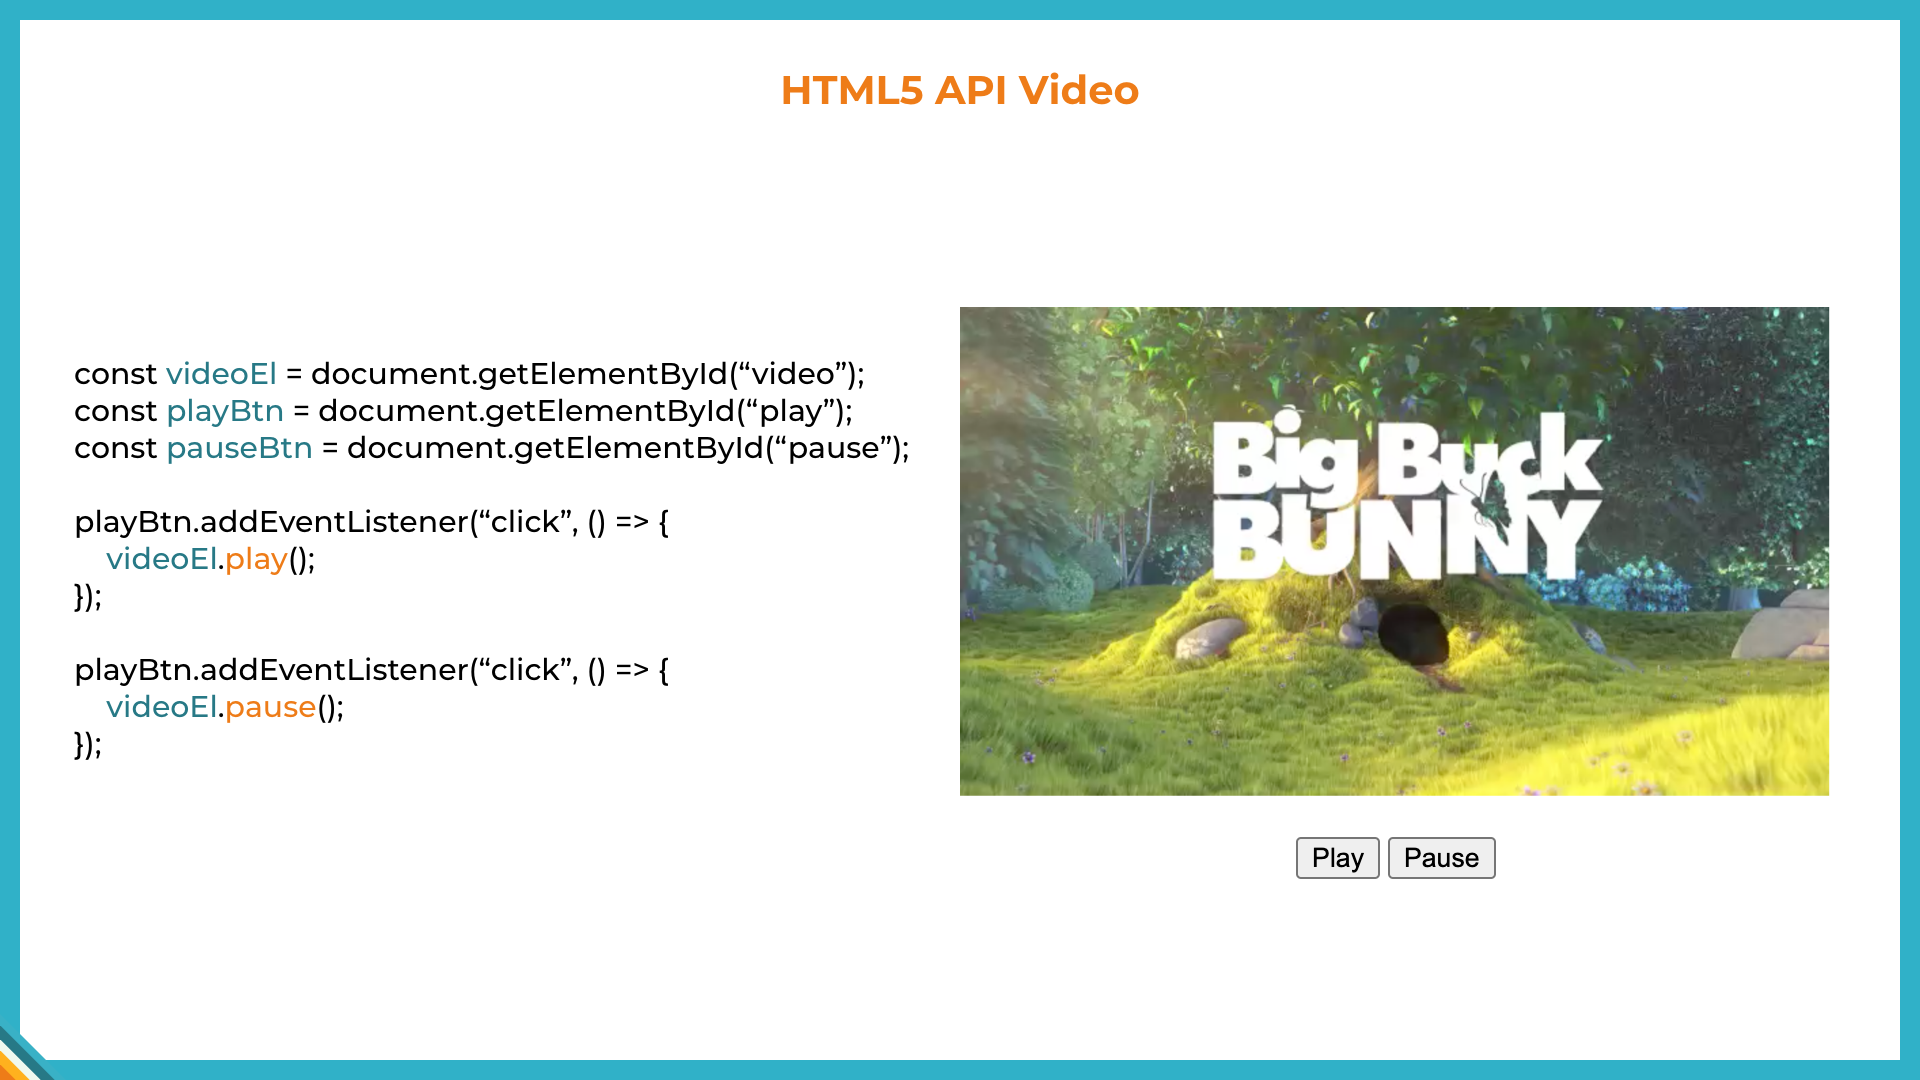 HTML5 API Video
const videoEl = document.getElementById(“video”);
const playBtn = document.getElementById(“play”);
const pauseBtn = document.getElementById(“pause”);
playBtn.addEventListener(“click”, () => {
videoEl.play();
});
playBtn.addEventListener(“click”, () => {
videoEl.pause();
});
Big Buck
BUNNY
Play Pause